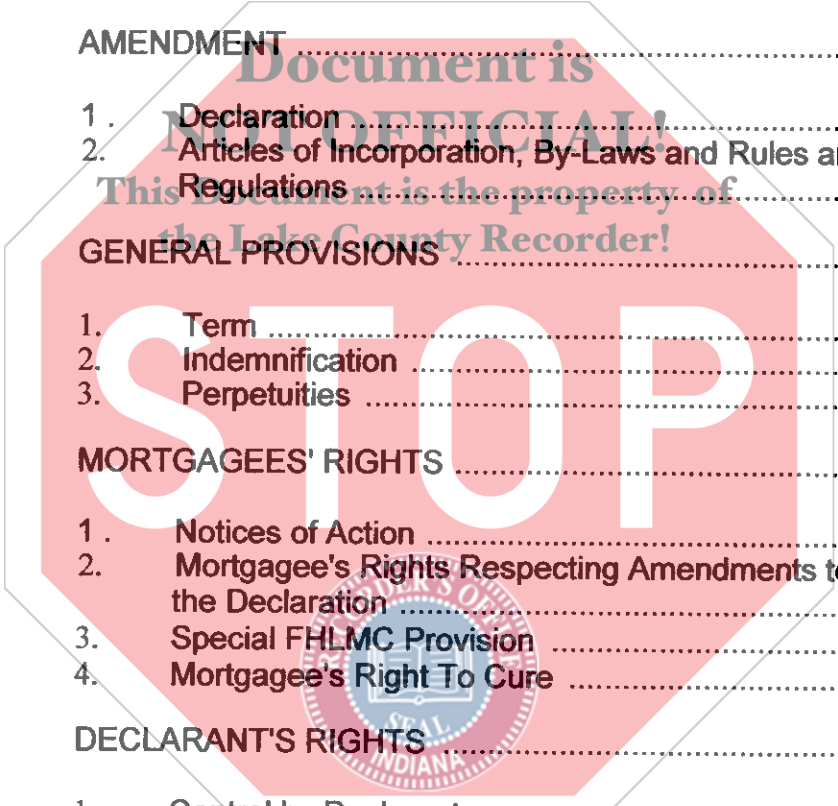 AMENDMENT
Document is
1. Declaration
NOT OFFICIAL!
2. Articles of Incorporation, By-Laws and Rules
This Document is the property of
Regulations
the Lake County Recorder!
GENERAL PROVISIONS
STOP
1. Term
2. Indemnification
3. Perpetuities
MORTGAGEES' RIGHTS
1. Notices of Action
2. Mortgagee's Rights Respecting Amendments to
the Declaration
3. Special FHLMC Provision
4. Mortgagee's Right To Cure
RECORDER'S OFFICE
SEAL
INDIANA
DECLARANT'S RIGHTS